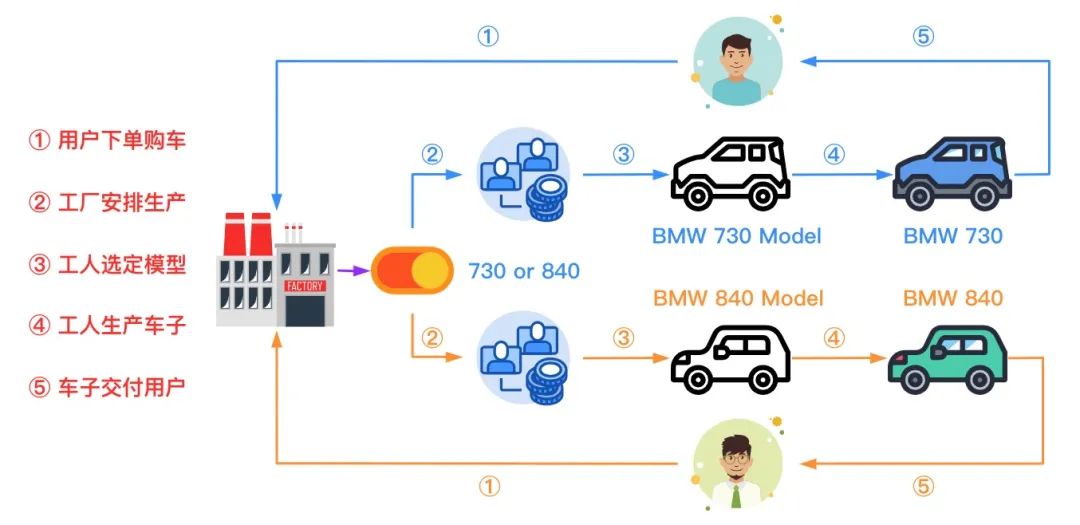 ① 用户下单购车
② 工厂安排生产
③ 工人选定模型
④ 工人生产车子
⑤ 车子交付用户
①
⑤
②
③
④
BMW 730 Model
BMW 730
FACTORY
730 or 840
BMW 840 Model
BMW 840
②
③
④
①
⑤